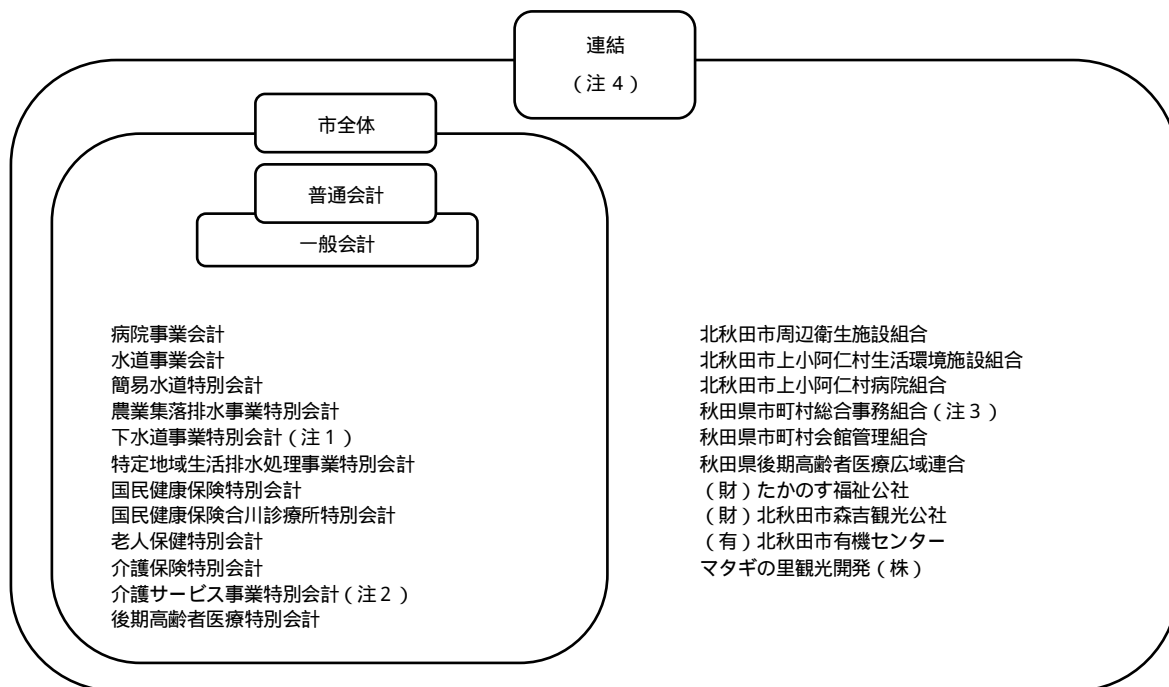 連結
（注４）
市全体
普通会計
一般会計
病院事業会計
水道事業会計
簡易水道特別会計
農業集落排水事業特別会計
下水道事業特別会計（注１）
特定地域生活排水処理事業特別会計
国民健康保険特別会計
国民健康保険合川診療所特別会計
老人保健特別会計
介護保険特別会計
介護サービス事業特別会計（注２）
後期高齢者医療特別会計
北秋田市周辺衛生施設組合
北秋田市上小阿仁村生活環境施設組合
北秋田市上小阿仁村病院組合
秋田県市町村総合事務組合（注３）
秋田県市町村会館管理組合
秋田県後期高齢者医療広域連合
（財）たかのす福祉公社
（財）北秋田市森吉観光公社
（有）北秋田市有機センター
マタギの里観光開発（株）